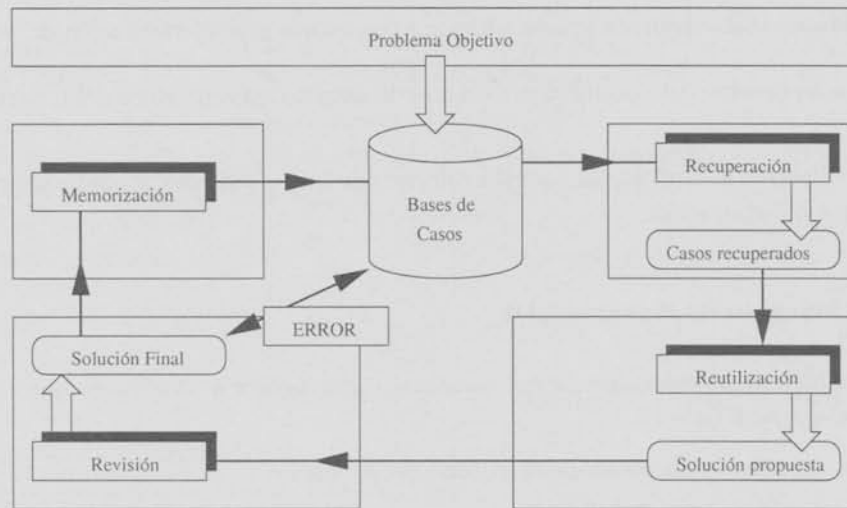 Problema Objetivo
Memorización
Bases de
Casos
Recuperación
Casos recuperados
ERROR
Solución Final
Reutilización
Revisión
Solución propuesta